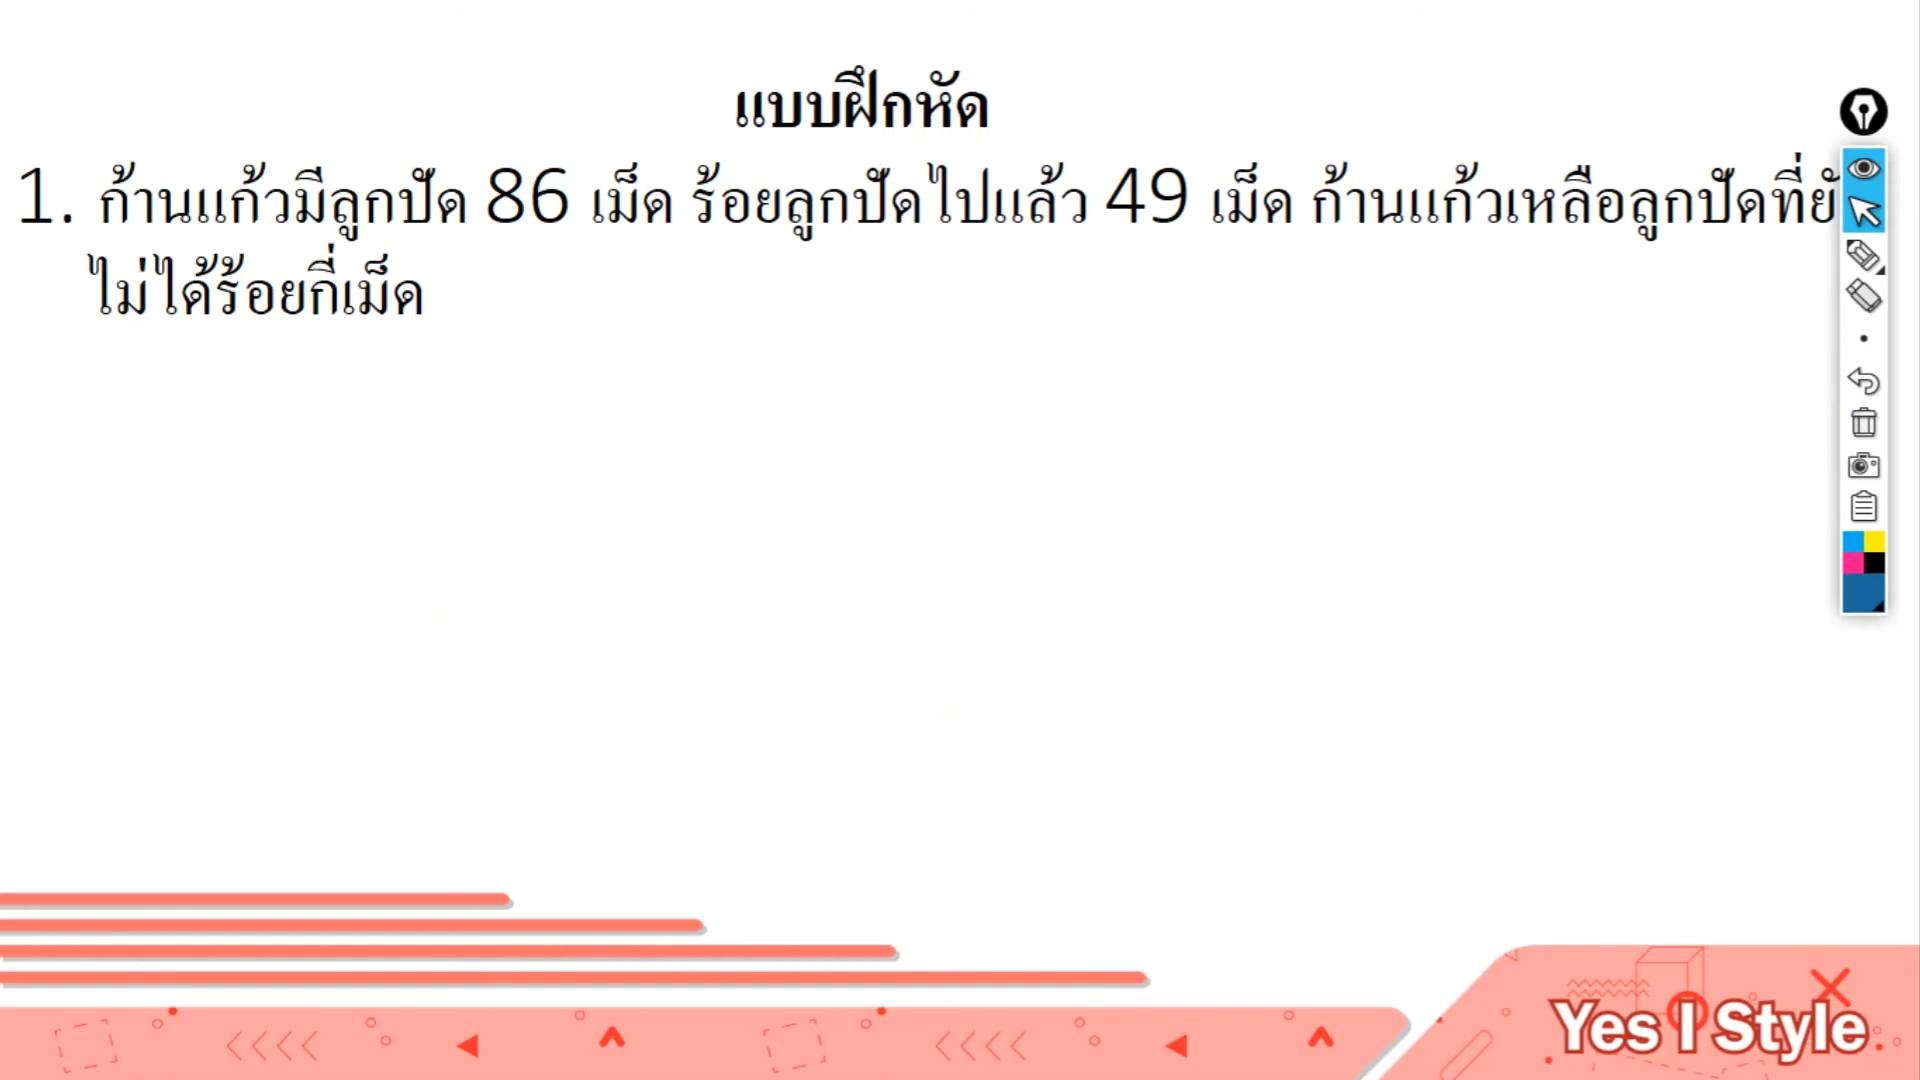 แบบฝึกหัด
1. ก้านแก้วมีลูกปัด 86 เม็ด ร้อยลูกปัดไปแล้ว 49 เม็ด ก้านแก้วเหลือลูกปัดที่ยั
ไม่ได้ร้อยกี่เม็ด
Yes I Style